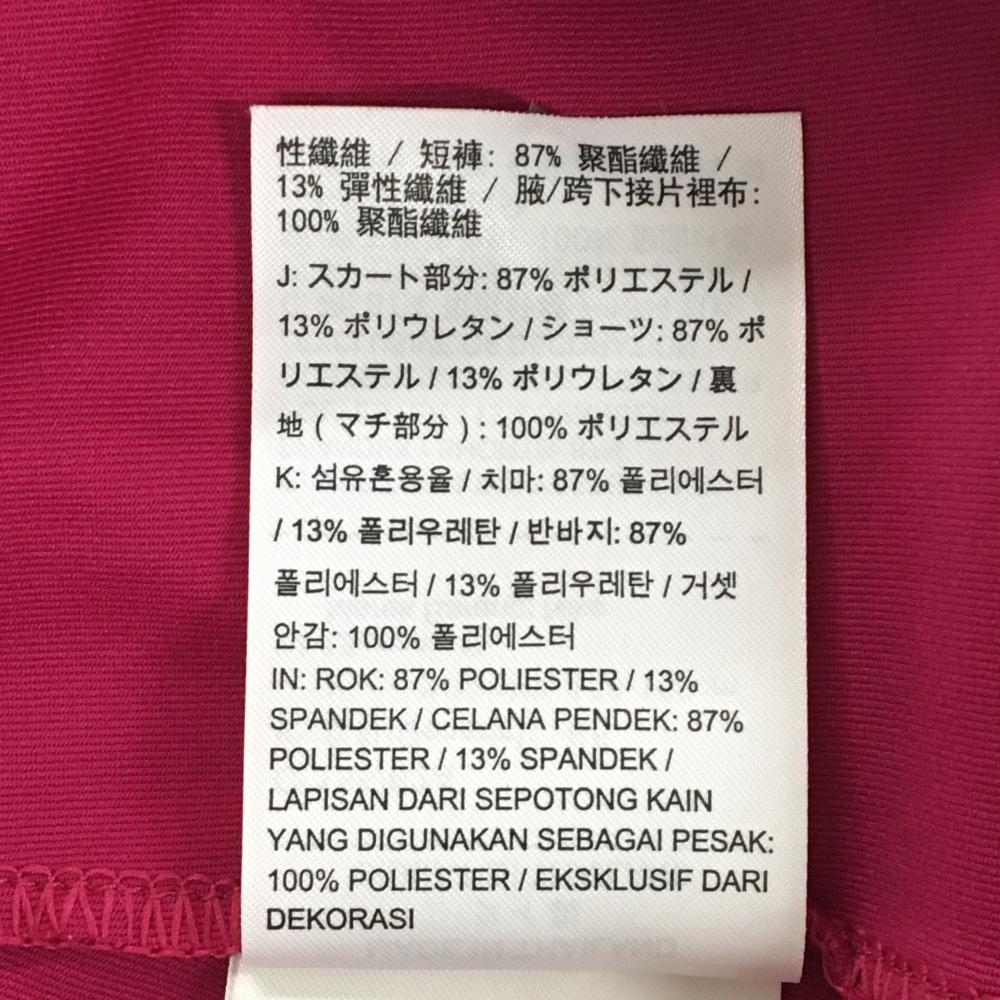 性纖維 / 短褲: 87% 聚酯纖維 /
13% 彈性纖維 / 腋/跨下接片裡布:
100% 聚酯纖維
J: スカート部分: 87% ポリエステル /
13% ポリウレタン / ショーツ: 87% ポ
リエステル / 13% ポリウレタン / 裏
地 ( マチ部分 ) : 100% ポリエステル
K: 섬유혼용율 / 치마: 87% 폴리에스터
/ 13% 폴리우레탄 / 반바지: 87%
폴리에스터 / 13% 폴리우레탄 / 거셋
안감: 100% 폴리에스터
IN: ROK: 87% POLIESTER / 13%
SPANDEK / CELANA PENDEK: 87%
POLIESTER / 13% SPANDEK /
LAPISAN DARI SEPOTONG KAIN
YANG DIGUNAKAN SEBAGAI PESAK:
100% POLIESTER / EKSKLUSIF DARI
DEKORASI